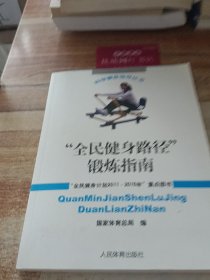 “全民健身路径”
锻炼指南
“全民健身计划2011－2015年”重点图书
QuanMinJianShenLuJing
DuanLianZhiNan
国家体育总局 编
人民体育出版社